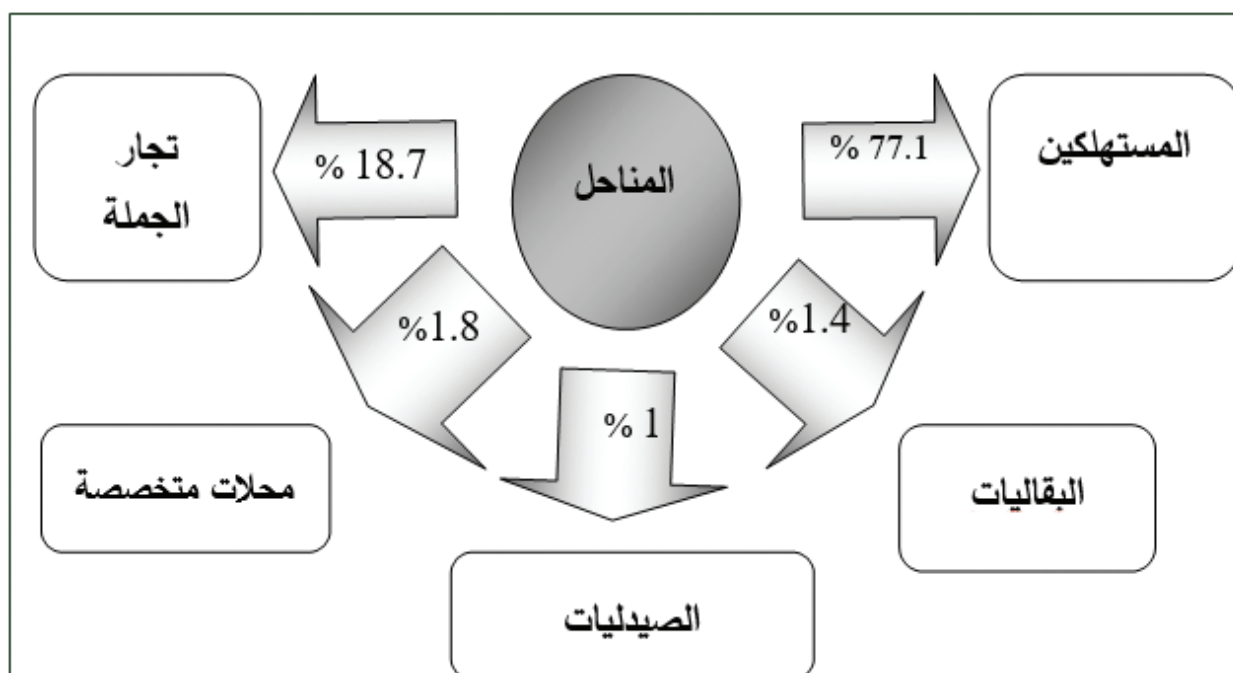 المستهلكين
% 77.1
المناحل
% 18.7
تجار
الجملة
%1.4
%1.8
% 1
البقاليات
محلات متخصصة
الصيدليات